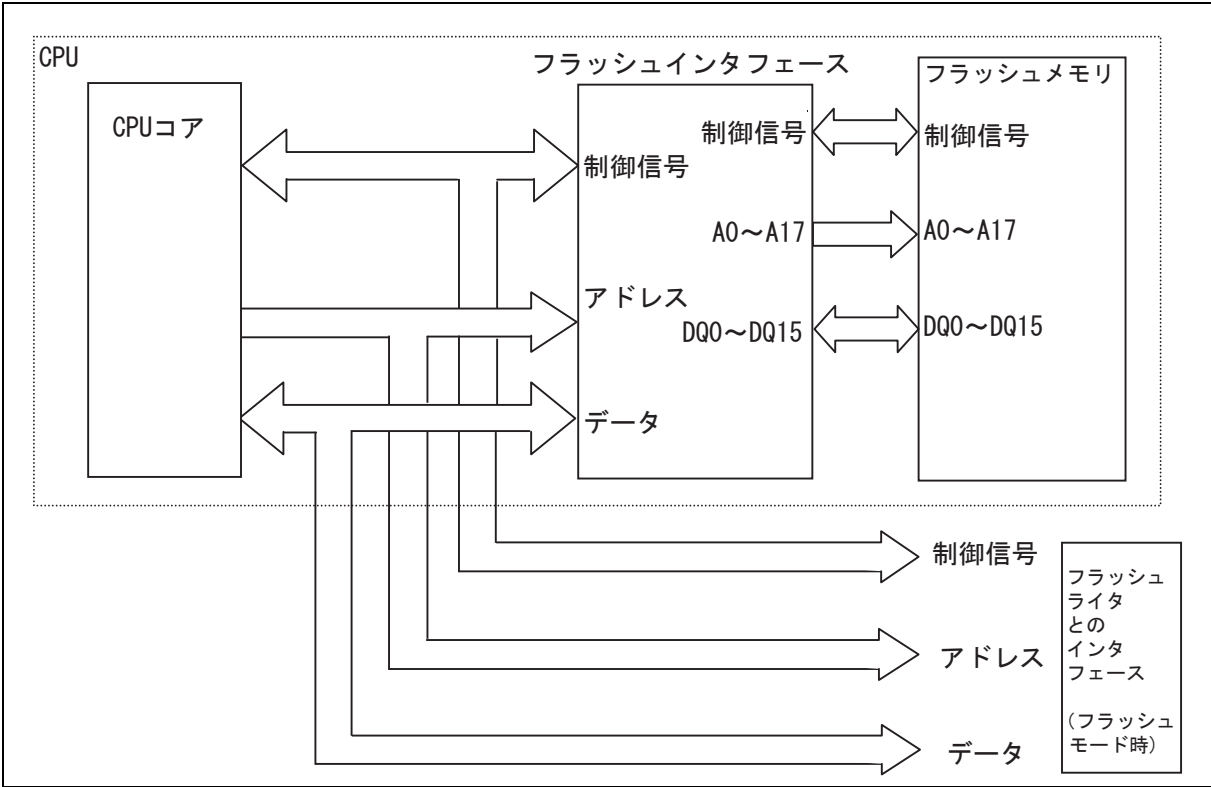 CPU
CPUコア
フラッシュインタフェース
制御信号
アドレス
データ
制御信号
A0～A17
DQ0～DQ15
フラッシュメモリ
制御信号
A0～A17
DQ0～DQ15
制御信号
アドレス
データ
フラッシュ
ライタ
との
インタ
フェース
(フラッシュ
モード時)